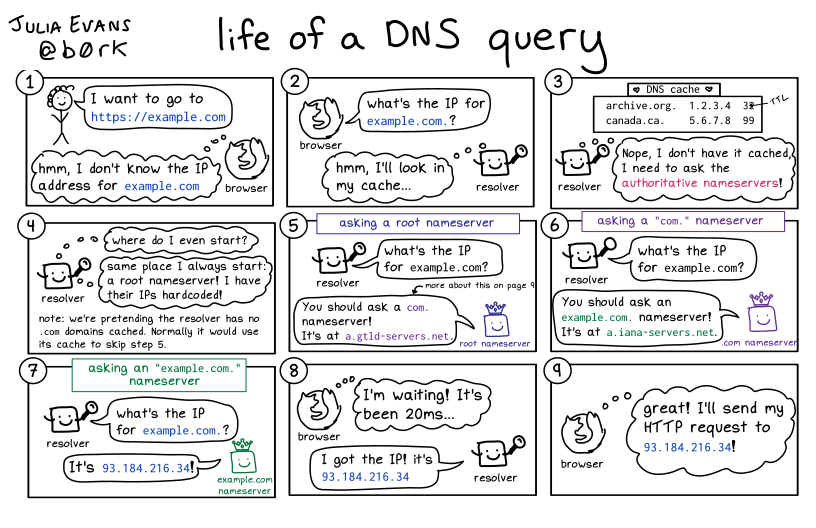 JULIA EVANS
@b0rk
life of a DNS query
1
I want to go to
https://example.com
hmm, I don't know the IP
address for example.com
browser
2
what's the IP for
example.com.?
browser
hmm, I'll look in
my cache...
resolver
3
♥ DNS cache ♥
archive.org. 1.2.3.4 32
TTL
canada.ca. 5.6.7.8 99
Nope, I don't have it cached,
I need to ask the
authoritative nameservers!
resolver
4
where do I even start?
same place I always start:
a root nameserver! I have
their IPs hardcoded!
resolver
note: we're pretending the resolver has no
.com domains cached. Normally it would use
its cache to skip step 5.
5
asking a root nameserver
what's the IP
for example.com?
resolver
more about this on page 9
You should ask a com.
nameserver!
It's at a.gtld-servers.net.
root nameserver
6
asking a "com." nameserver
what's the IP
for example.com?
resolver
You should ask an
example.com. nameserver!
It's at a.iana-servers.net.
.com nameserver
7
asking an "example.com."
nameserver
what's the IP
for example.com.?
resolver
It's 93.184.216.34!
example.com
nameserver
8
I'm waiting! It's
been 20ms...
browser
I got the IP! it's
93.184.216.34
resolver
9
great! I'll send my
HTTP request to
93.184.216.34!
browser